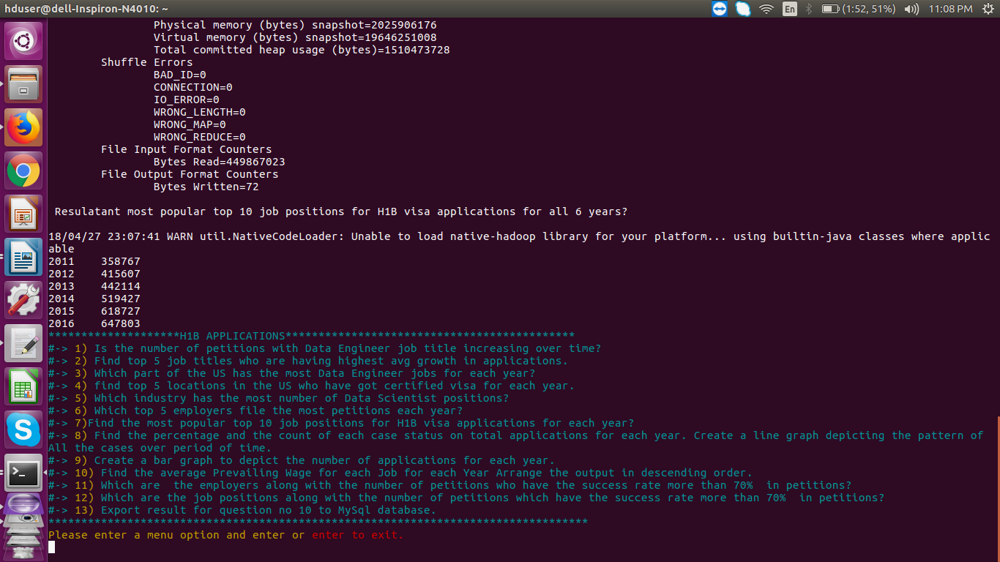 hduser@dell-Inspiron-N4010: ~
En
(1:52, 51%)
11:08 PM
Physical memory (bytes) snapshot=2025906176
Virtual memory (bytes) snapshot=19646251008
Total committed heap usage (bytes)=1510473728
Shuffle Errors
BAD_ID=0
CONNECTION=0
IO_ERROR=0
WRONG_LENGTH=0
WRONG_MAP=0
WRONG_REDUCE=0
File Input Format Counters
Bytes Read=449867023
File Output Format Counters
Bytes Written=72
Resulatant most popular top 10 job positions for H1B visa applications for all 6 years?
18/04/27 23:07:41 WARN util.NativeCodeLoader: Unable to load native-hadoop library for your platform... using builtin-java classes where applic
able
2011    358767
2012    415607
2013    442114
2014    519427
2015    618727
2016    647803
********************H1B APPLICATIONS********************************************
#-> 1) Is the number of petitions with Data Engineer job title increasing over time?
#-> 2) Find top 5 job titles who are having highest avg growth in applications.
#-> 3) Which part of the US has the most Data Engineer jobs for each year?
#-> 4) find top 5 locations in the US who have got certified visa for each year.
#-> 5) Which industry has the most number of Data Scientist positions?
#-> 6) Which top 5 employers file the most petitions each year?
#-> 7)Find the most popular top 10 job positions for H1B visa applications for each year?
#-> 8) Find the percentage and the count of each case status on total applications for each year. Create a line graph depicting the pattern of
All the cases over period of time.
#-> 9) Create a bar graph to depict the number of applications for each year.
#-> 10) Find the average Prevailing Wage for each Job for each Year Arrange the output in descending order.
#-> 11) Which are  the employers along with the number of petitions who have the success rate more than 70%  in petitions?
#-> 12) Which are the job positions along with the number of petitions which have the success rate more than 70%  in petitions?
#-> 13) Export result for question no 10 to MySql database.
**********************************************************************************
Please enter a menu option and enter or enter to exit.